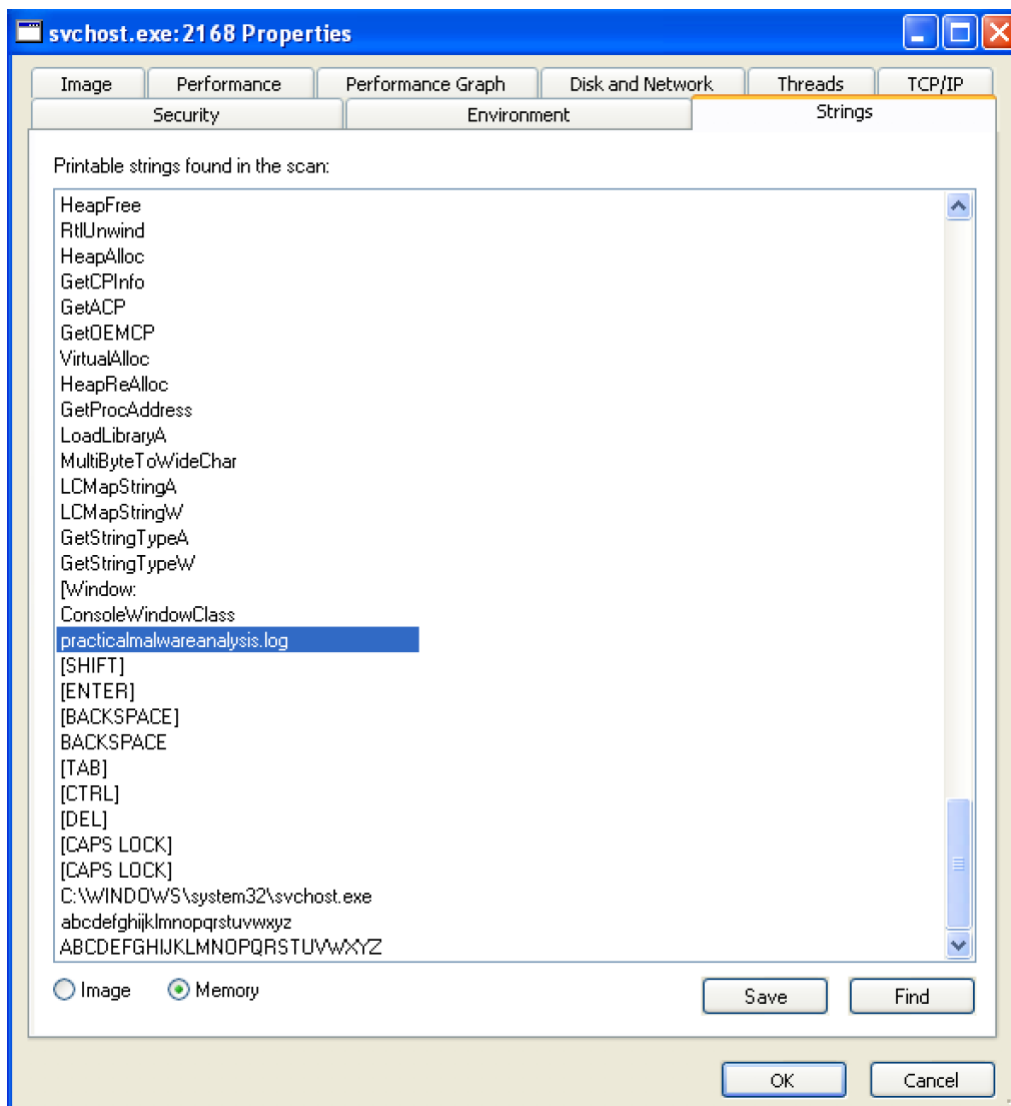 svchost.exe:2168 Properties
Image Performance Performance Graph Disk and Network Threads TCP/IP
Security Environment Strings
Printable strings found in the scan:
HeapFree
RtlUnwind
HeapAlloc
GetCPInfo
GetACP
GetOEMCP
VirtualAlloc
HeapReAlloc
GetProcAddress
LoadLibraryA
MultiByteToWideChar
LCMapStringA
LCMapStringW
GetStringTypeA
GetStringTypeW
[Window:
ConsoleWindowClass
practicalmalwareanalysis.log
[SHIFT]
[ENTER]
[BACKSPACE]
BACKSPACE
[TAB]
[CTRL]
[DEL]
[CAPS LOCK]
[CAPS LOCK]
C:\WINDOWS\system32\svchost.exe
abcdefghijklmnopqrstuvwxyz
ABCDEFGHIJKLMNOPQRSTUVWXYZ
Image Memory Save Find
OK Cancel